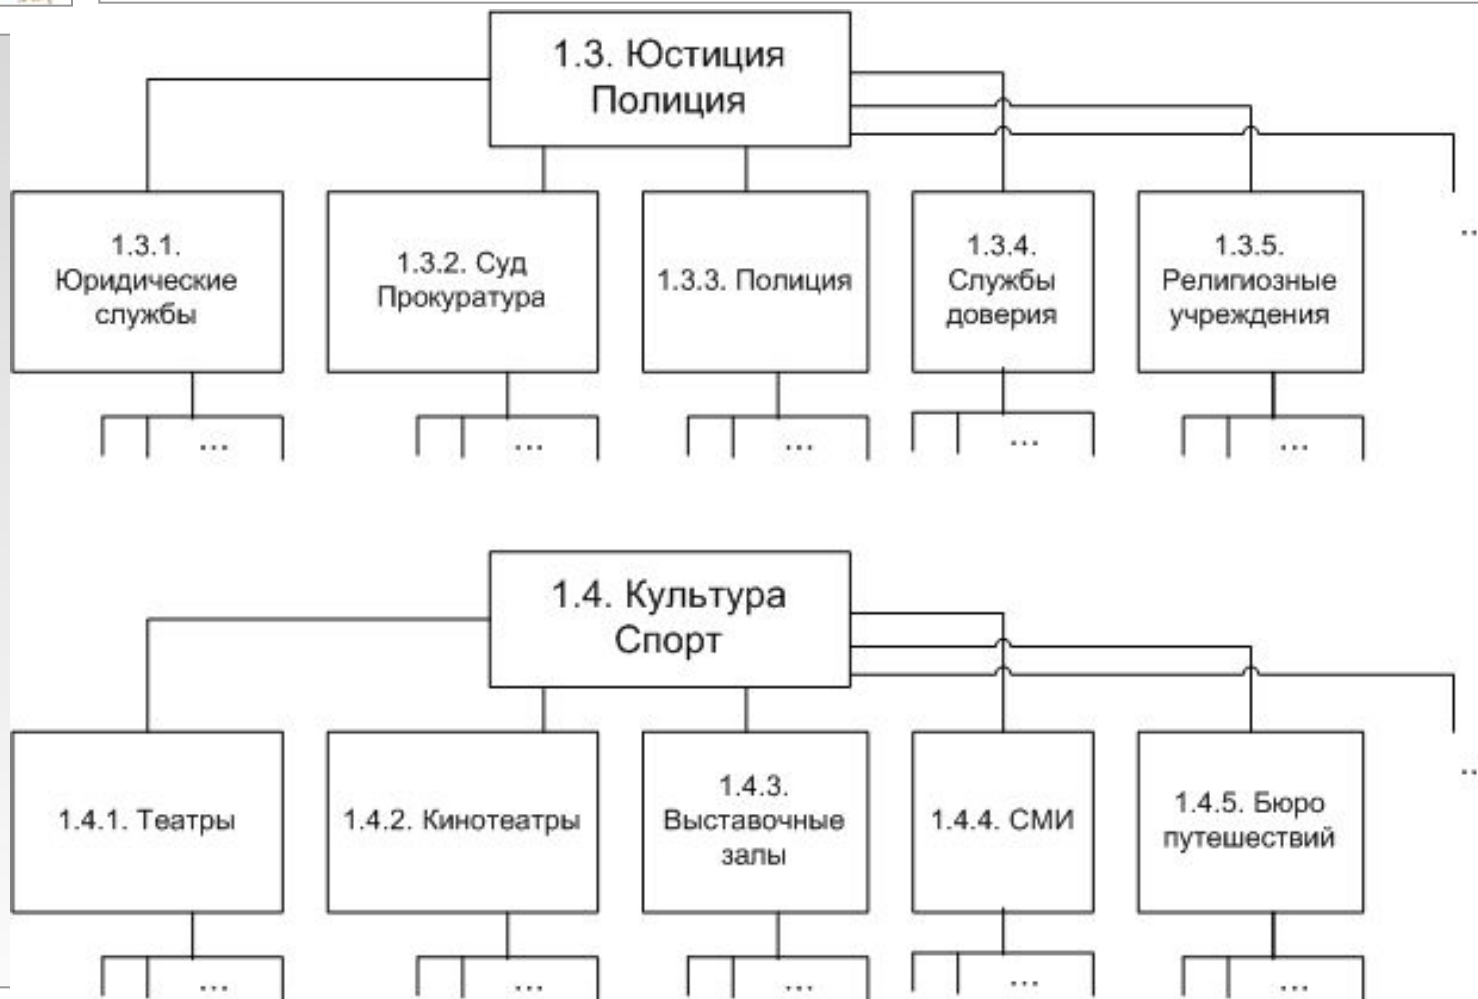 1.3. Юстиция
Полиция
1.3.1.
Юридические
службы
1.3.2. Суд
Прокуратура
1.3.3. Полиция
1.3.4.
Службы
доверия
1.3.5.
Религиозные
учреждения
..
...
...
...
...
...
1.4. Культура
Спорт
1.4.1. Театры
1.4.2. Кинотеатры
1.4.3.
Выставочные
залы
1.4.4. СМИ
1.4.5. Бюро
путешествий
..
...
...
...
...
...